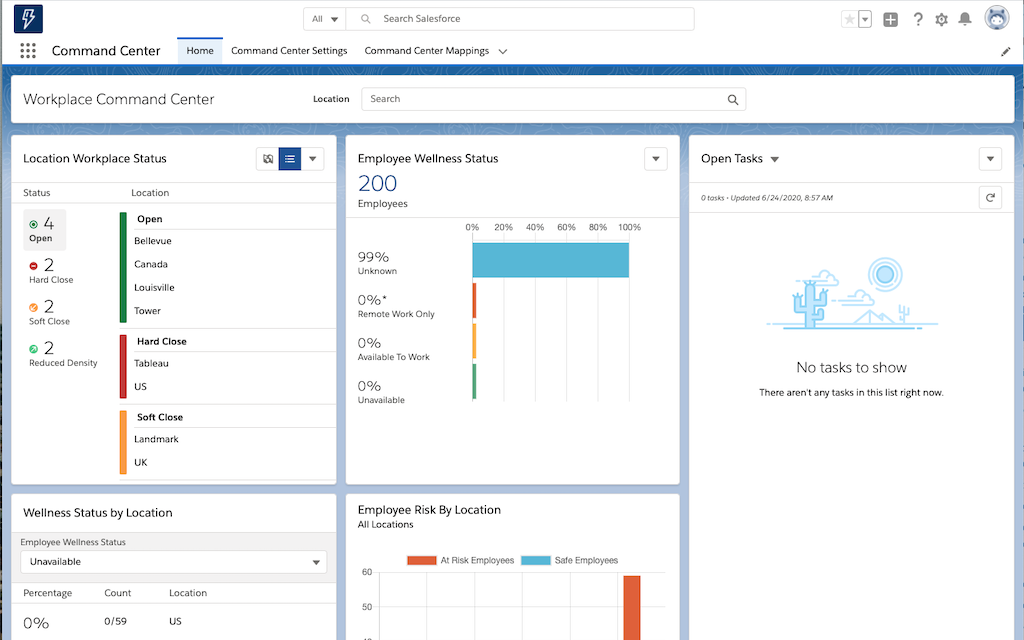 All
Search Salesforce
Command Center
Home
Command Center Settings
Command Center Mappings
Workplace Command Center
Location
Search
Location Workplace Status
Status
Location
4
Open
2
Hard Close
2
Soft Close
2
Reduced Density
Open
Bellevue
Canada
Louisville
Tower
Hard Close
Tableau
US
Soft Close
Landmark
UK
Employee Wellness Status
200
Employees
0% 20% 40% 60% 80% 100%
99%
Unknown
0%*
Remote Work Only
0%
Available To Work
0%
Unavailable
Open Tasks
0 tasks • Updated 6/24/2020, 8:57 AM
No tasks to show
There aren't any tasks in this list right now.
Wellness Status by Location
Employee Wellness Status
Unavailable
Percentage Count Location
0% 0/59 US
Employee Risk By Location
All Locations
At Risk Employees Safe Employees
60
50